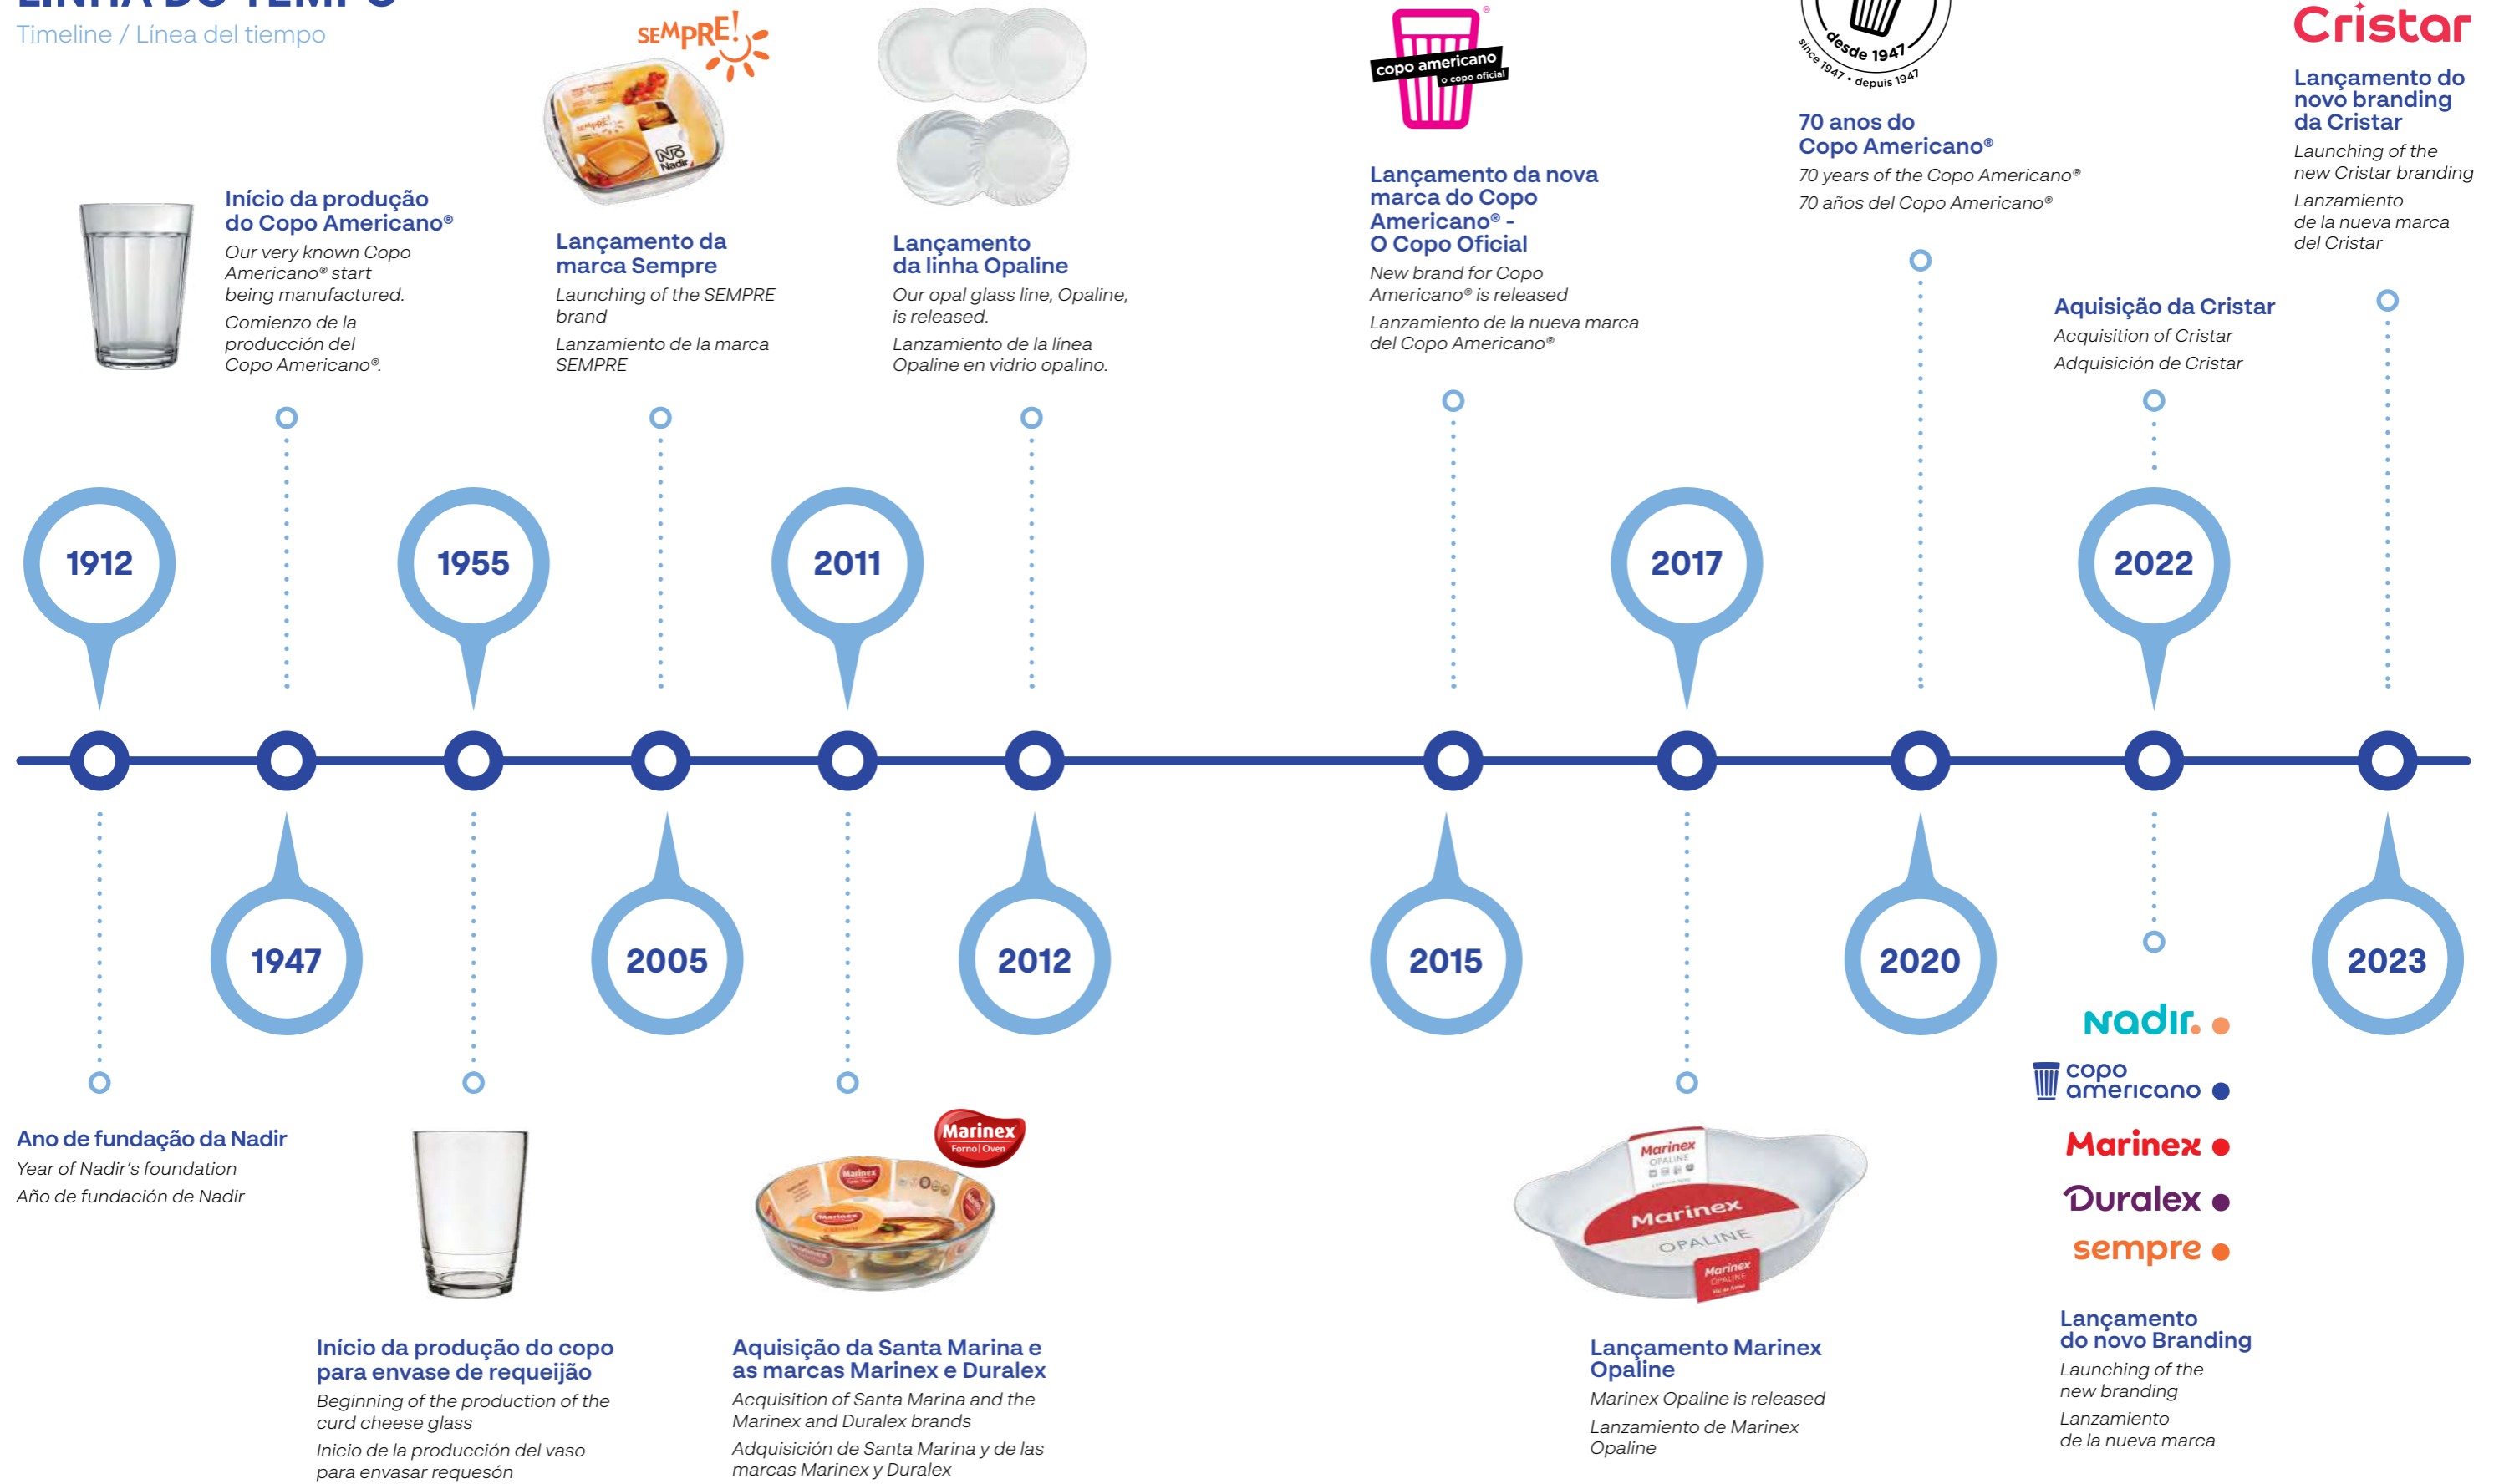 LINHA DO TEMPO
Timeline / Línea del tiempo
Início da produção
do Copo Americano®
Our very known Copo
Americano® start
being manufactured.
Comienzo de la
producción del
Copo Americano®.
SEMPRE!
SEMPRE!
Nadir
Lançamento da
marca Sempre
Launching of the SEMPRE
brand
Lanzamiento de la marca
SEMPRE
Lançamento
da linha Opaline
Our opal glass line, Opaline,
is released.
Lanzamiento de la línea
Opaline en vidrio opalino.
®
copo americano
o copo oficial
Lançamento da nova
marca do Copo
Americano® -
O Copo Oficial
New brand for Copo
Americano® is released
Lanzamiento de la nueva marca
del Copo Americano®
desde 1947
since 1947 • depuis 1947
70 anos do
Copo Americano®
70 years of the Copo Americano®
70 años del Copo Americano®
Aquisição da Cristar
Acquisition of Cristar
Adquisición de Cristar
Cristar
Lançamento do
novo branding
da Cristar
Launching of the
new Cristar branding
Lanzamiento
de la nueva marca
del Cristar
1912
1955
2011
2017
2022
1947
2005
2012
2015
2020
2023
Ano de fundação da Nadir
Year of Nadir’s foundation
Año de fundación de Nadir
Início da produção do copo
para envase de requeijão
Beginning of the production of the
curd cheese glass
Inicio de la producción del vaso
para envasar requesón
Marinex
Forno | Oven
Marinex
Marinex
Aquisição da Santa Marina e
as marcas Marinex e Duralex
Acquisition of Santa Marina and the
Marinex and Duralex brands
Adquisición de Santa Marina y de las
marcas Marinex y Duralex
Marinex
OPALINE
Marinex
OPALINE
Marinex
OPALINE
Lançamento Marinex
Opaline
Marinex Opaline is released
Lanzamiento de Marinex
Opaline
nadir.
copo
americano
Marinex
Duralex
sempre
Lançamento
do novo Branding
Launching of the
new branding
Lanzamiento
de la nueva marca